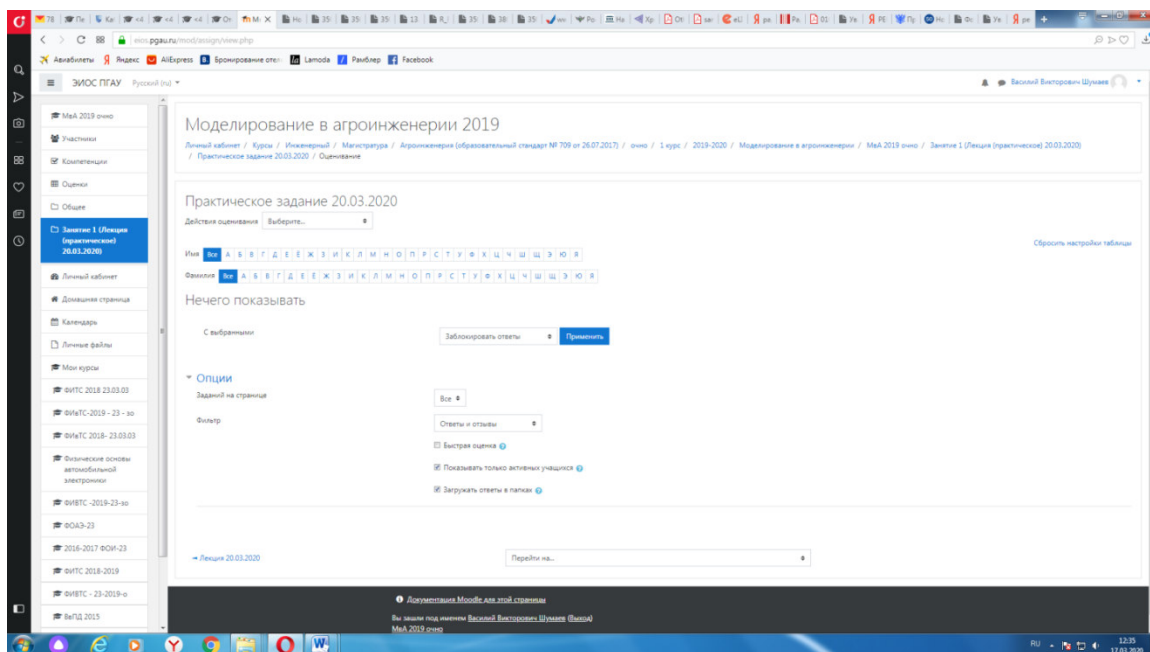 eios.pgau.ru/mod/assign/view.php
Авиабилеты Яндекс AliExpress Бронирование отел Lamoda Рамблер Facebook
ЭИОС ПГАУ Русский (ru)
Василий Викторович Шумаев
МеА 2019 очно
Участники
Компетенции
Оценки
Общее
Занятие 1 (Лекция
(практическое)
20.03.2020)
Личный кабинет
Домашняя страница
Календарь
Личные файлы
Мои курсы
ФИТС 2018 23.03.03
ФИвТС-2019 - 23 - зо
ФИвТС 2018- 23.03.03
Физические основы
автомобильной
электроники
ФИВТС -2019-23-зо
ФОАЭ-23
2016-2017 ФОИ-23
ФИТС 2018-2019
ФИВТС - 23-2019-о
ВеПД 2015
Моделирование в агроинженерии 2019
Личный кабинет / Курсы / Инженерный / Магистратура / Агроинженерия (образовательный стандарт № 709 от 26.07.2017) / очно / 1 курс / 2019-2020 / Моделирование в агроинженерии / МеА 2019 очно / Занятие 1 (Лекция (практическое) 20.03.2020)
/ Практическое задание 20.03.2020 / Оценивание
Практическое задание 20.03.2020
Действия оценивания Выберите...
Сбросить настройки таблицы
Имя Все А Б В Г Д Е Ё Ж З И К Л М Н О П Р С Т У Ф Х Ц Ч Ш Щ Э Ю Я
Фамилия Все А Б В Г Д Е Ё Ж З И К Л М Н О П Р С Т У Ф Х Ц Ч Ш Щ Э Ю Я
Нечего показывать
С выбранными Заблокировать ответы Применить
Опции
Заданий на странице Все
Фильтр Ответы и отзывы
Быстрая оценка
Показывать только активных учащихся
Загружать ответы в папках
→ Лекция 20.03.2020 Перейти на...
Документация Moodle для этой страницы
Вы зашли под именем Василий Викторович Шумаев (Выход)
МеА 2019 очно
RU 12:35
17.03.2020